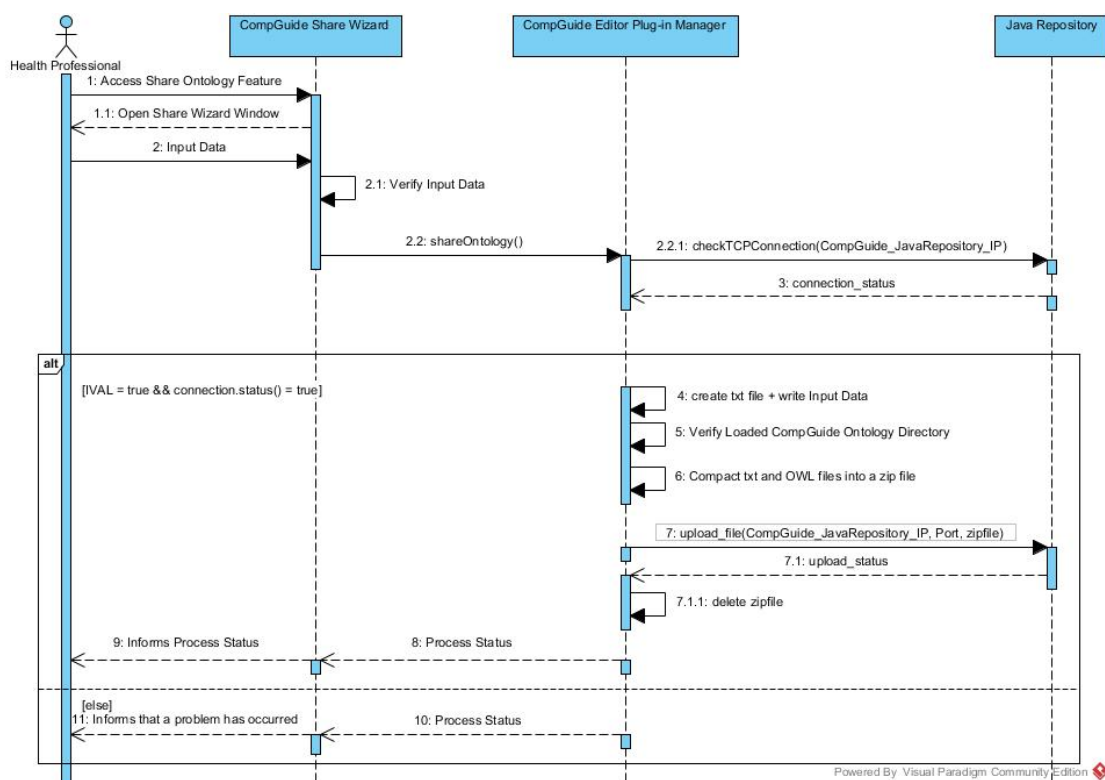 CompGuide Share Wizard
CompGuide Editor Plug-in Manager
Java Repository
Health Professional
1: Access Share Ontology Feature
1.1: Open Share Wizard Window
2: Input Data
2.1: Verify Input Data
2.2: shareOntology()
2.2.1: checkTCPConnection(CompGuide_JavaRepository_IP)
3: connection_status
alt
[IVAL = true && connection.status() = true]
4: create txt file + write Input Data
5: Verify Loaded CompGuide Ontology Directory
6: Compact txt and OWL files into a zip file
7: upload_file(CompGuide_JavaRepository_IP, Port, zipfile)
7.1: upload_status
7.1.1: delete zipfile
9: Informs Process Status
8: Process Status
[else]
11: Informs that a problem has occurred
10: Process Status
Powered By Visual Paradigm Community Edition